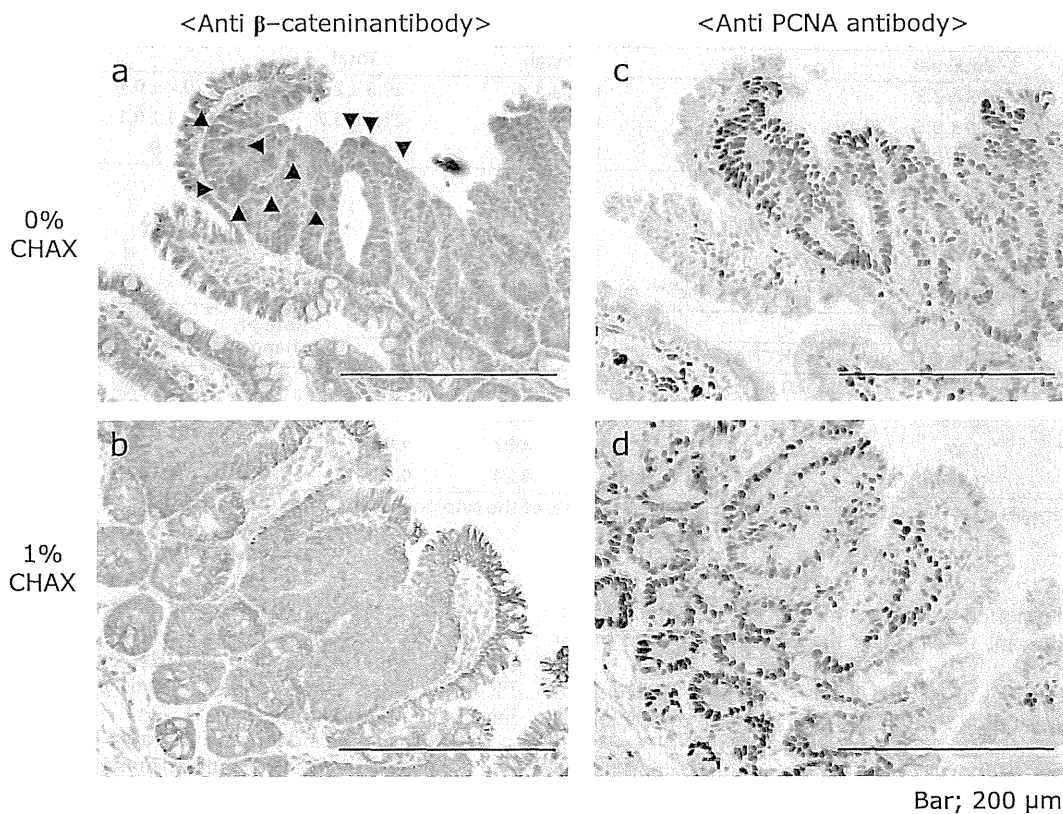 <Anti β–cateninantibody>
<Anti PCNA antibody>
a
c
0%
CHAX
b
d
1%
CHAX
Bar; 200 µm